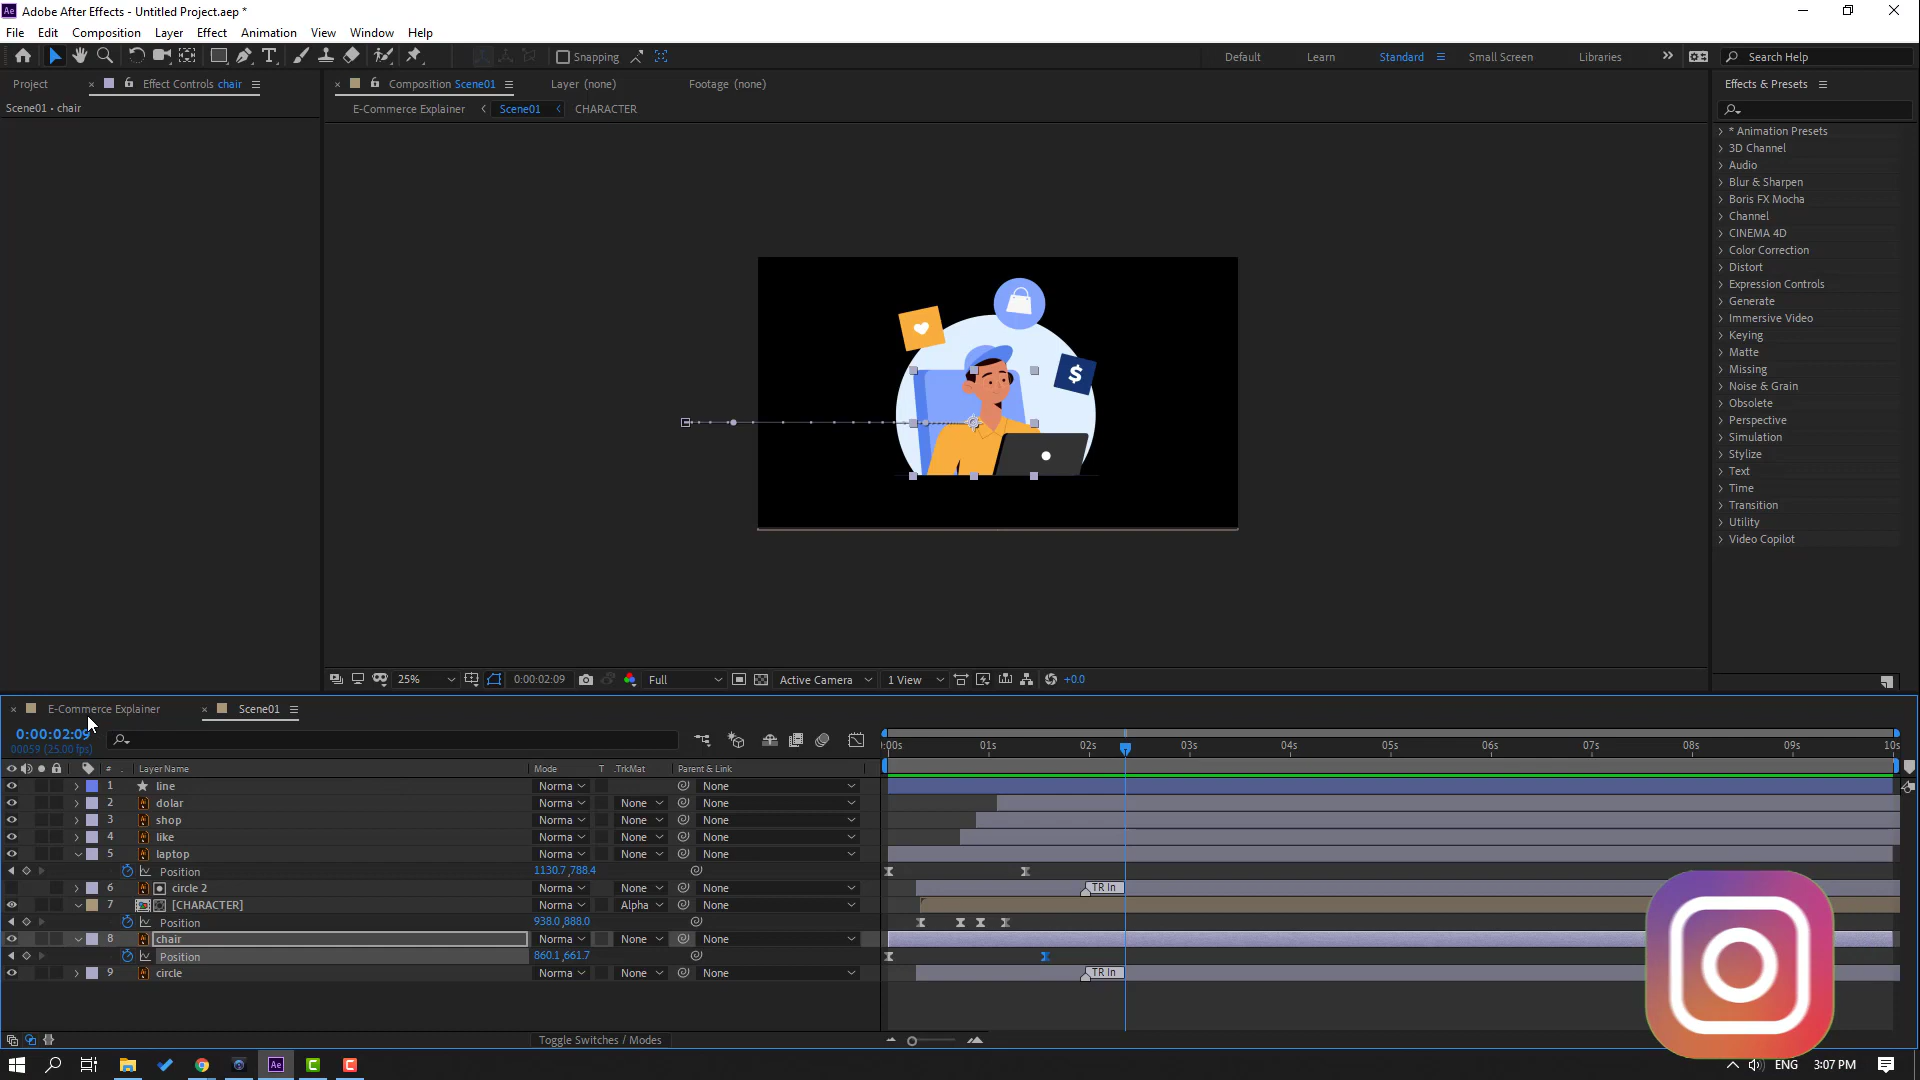 Adobe After Effects - Untitled Project.aep *
File Edit Composition Layer Effect Animation View Window Help
Snapping Default Learn Standard Small Screen Libraries Search Help
Project Effect Controls chair
Scene01 • chair
Composition Scene01 Layer (none) Footage (none)
E-Commerce Explainer Scene01 CHARACTER
Effects & Presets
* Animation Presets
3D Channel
Audio
Blur & Sharpen
Boris FX Mocha
Channel
CINEMA 4D
Color Correction
Distort
Expression Controls
Generate
Immersive Video
Keying
Matte
Missing
Noise & Grain
Obsolete
Perspective
Simulation
Stylize
Text
Time
Transition
Utility
Video Copilot
$
25% 0:00:02:09 Full Active Camera 1 View +0.0
E-Commerce Explainer Scene01
0:00:02:09
00059 (25.00 fps)
:00s 01s 02s 03s 04s 05s 06s 07s 08s 09s 10s
# Layer Name Mode T .TrkMat Parent & Link
1 line Norma None
2 dolar Norma None None
3 shop Norma None None
4 like Norma None None
5 laptop Norma None None
Position 1130.7,788.4
6 circle 2 Norma None None TR In
7 [CHARACTER] Norma Alpha None
Position 938.0,888.0
8 chair Norma None None
Position 860.1,661.7
9 circle Norma None None TR In
Toggle Switches / Modes
Ae ENG 3:07 PM